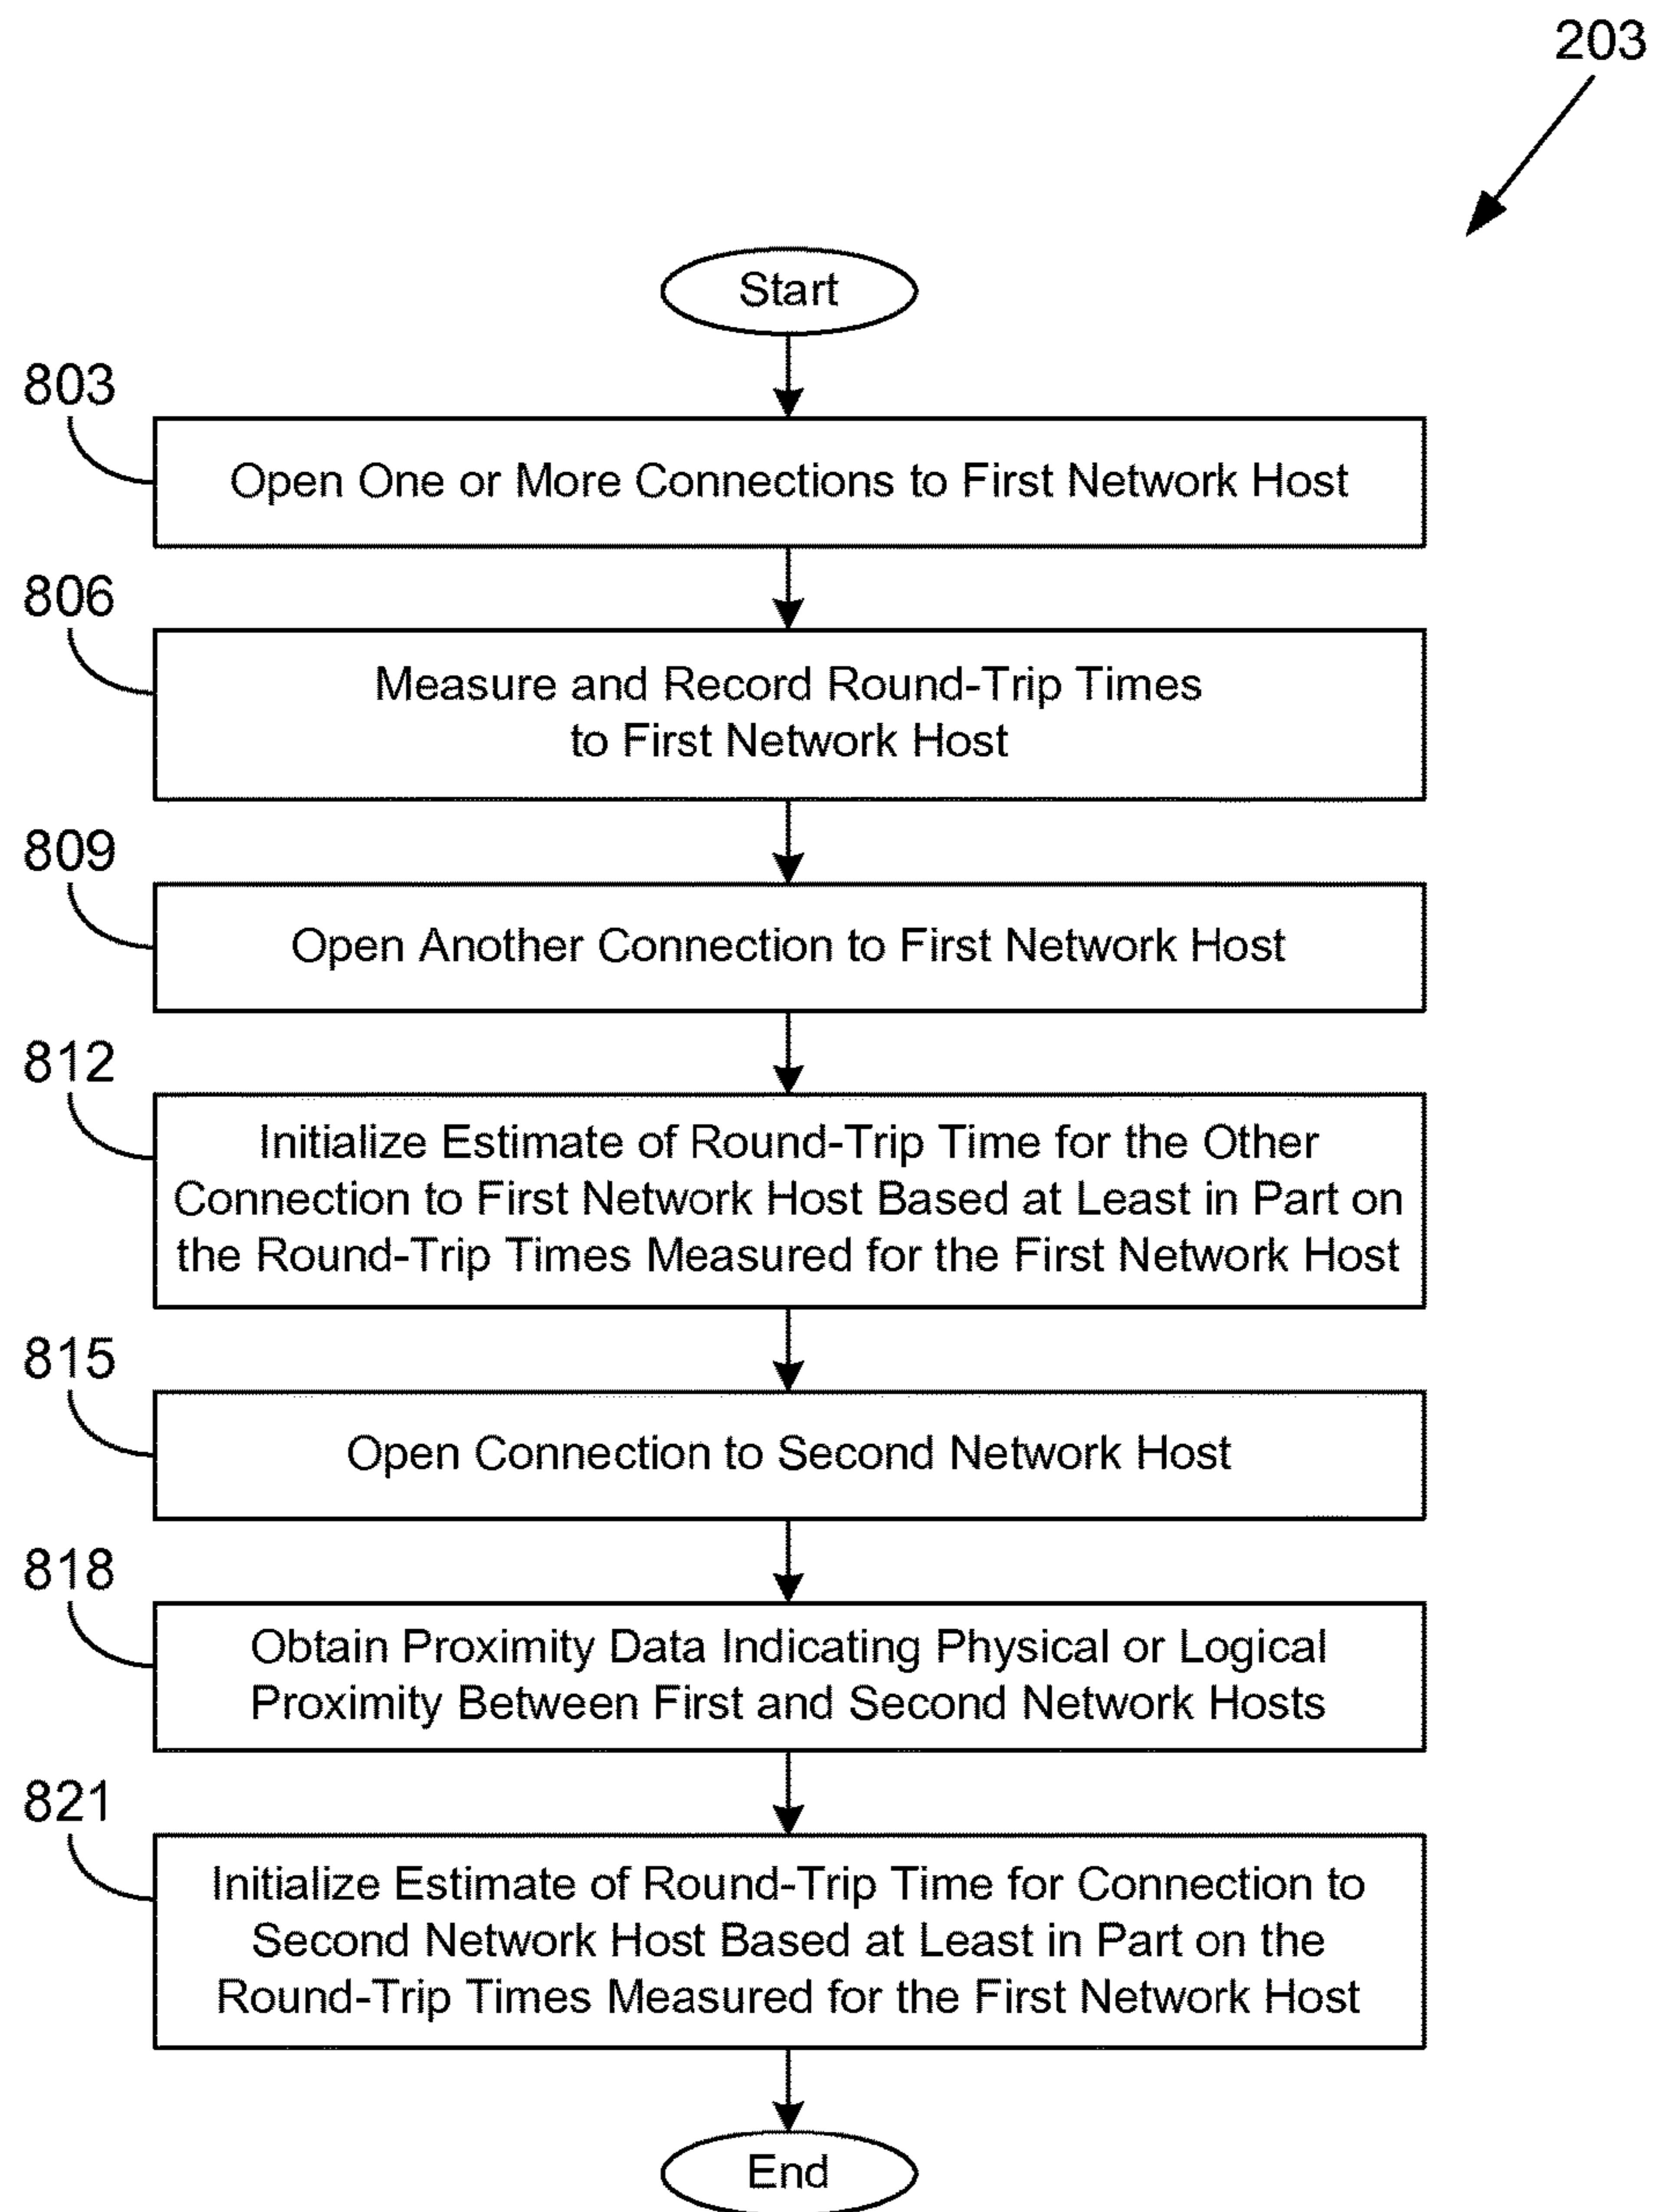 203
Start
803
Open One or More Connections to First Network Host
806
Measure and Record Round-Trip Times
to First Network Host
809
Open Another Connection to First Network Host
812
Initialize Estimate of Round-Trip Time for the Other
Connection to First Network Host Based at Least in Part on
the Round-Trip Times Measured for the First Network Host
815
Open Connection to Second Network Host
818
Obtain Proximity Data Indicating Physical or Logical
Proximity Between First and Second Network Hosts
821
Initialize Estimate of Round-Trip Time for Connection to
Second Network Host Based at Least in Part on the
Round-Trip Times Measured for the First Network Host
End